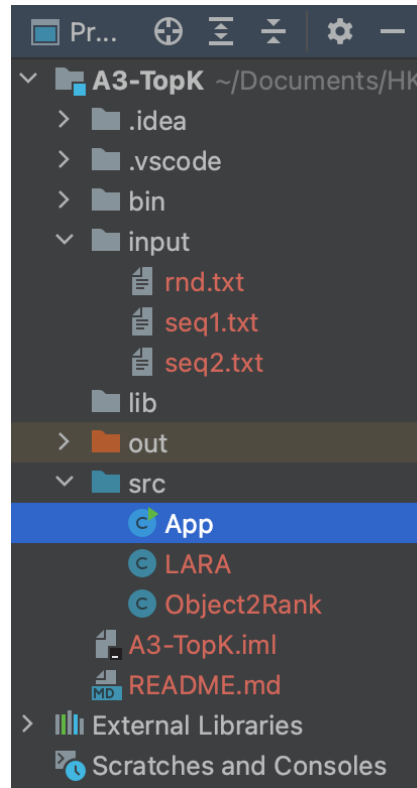 Pr...
A3-TopK ~/Documents/HK
.idea
.vscode
bin
input
rnd.txt
seq1.txt
seq2.txt
lib
out
src
C App
C LARA
C Object2Rank
A3-TopK.iml
MD README.md
External Libraries
Scratches and Consoles